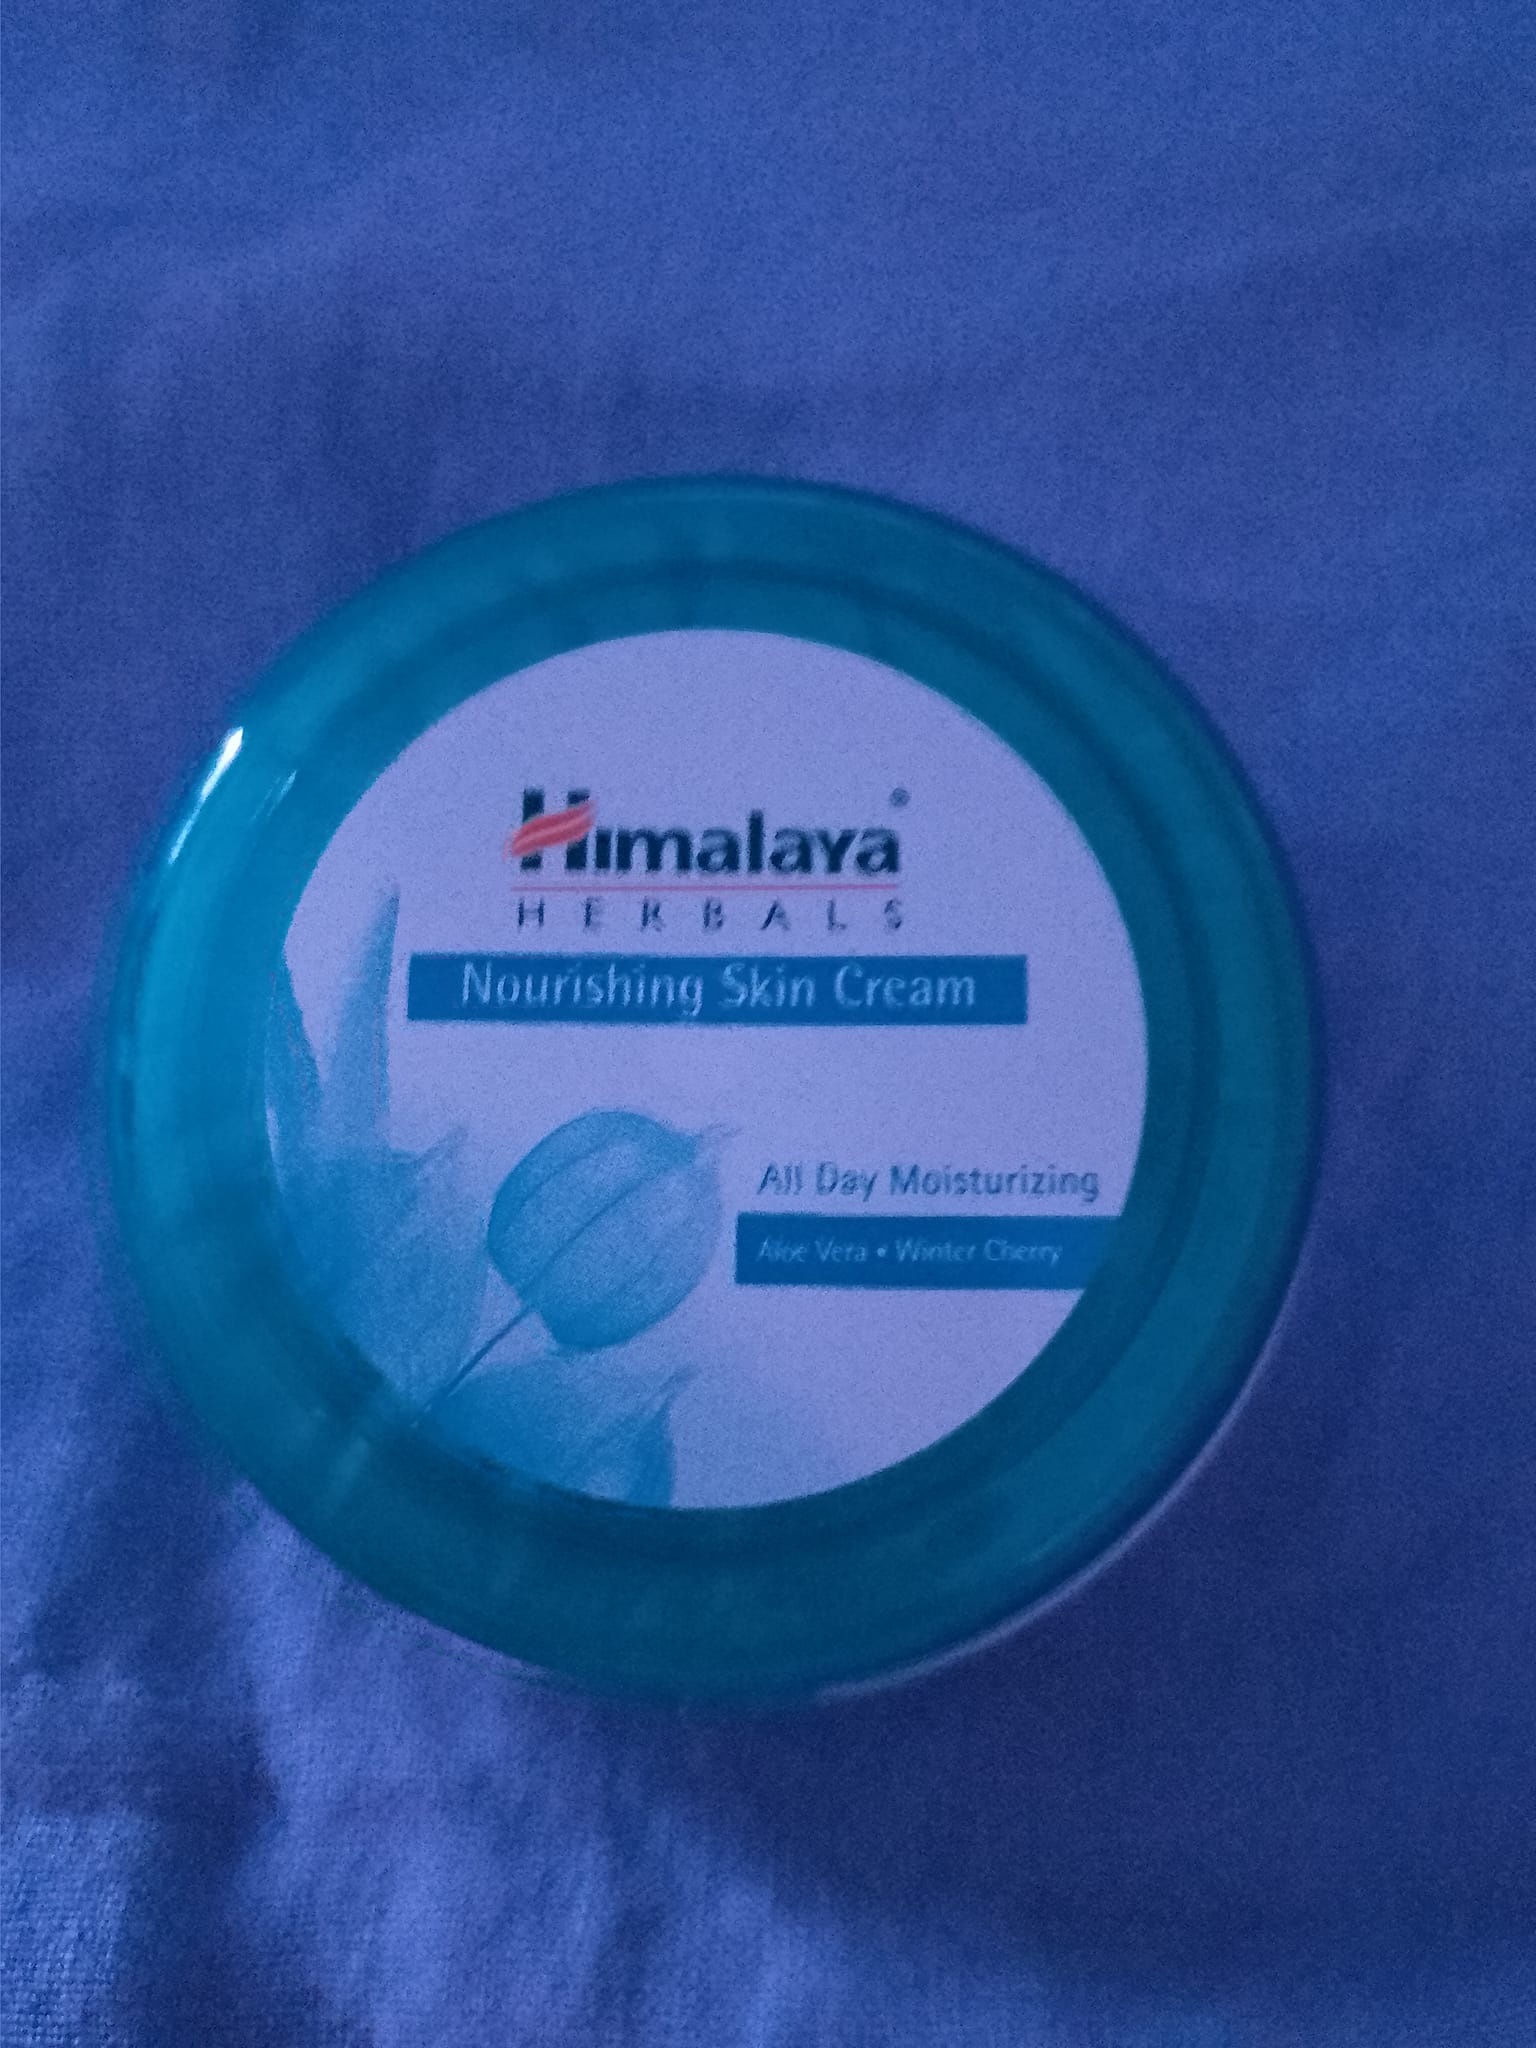 Himalaya®
HERBALS
Nourishing Skin Cream
All Day Moisturizing
Aloe Vera • Winter Cherry